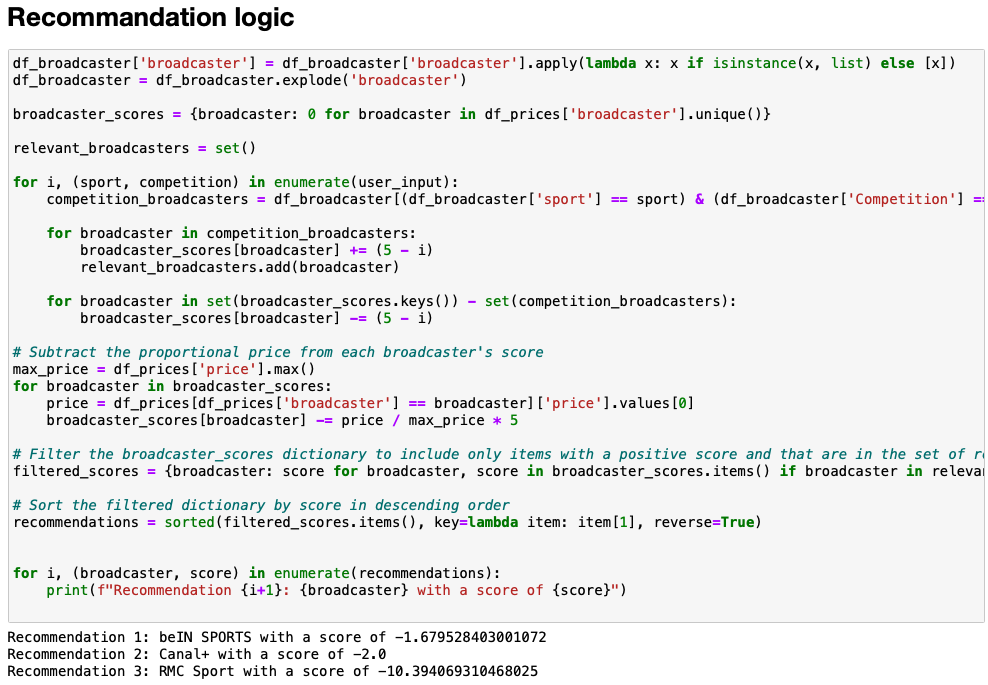 Recommandation logic
df_broadcaster['broadcaster'] = df_broadcaster['broadcaster'].apply(lambda x: x if isinstance(x, list) else [x])
df_broadcaster = df_broadcaster.explode('broadcaster')
broadcaster_scores = {broadcaster: 0 for broadcaster in df_prices['broadcaster'].unique()}
relevant_broadcasters = set()
for i, (sport, competition) in enumerate(user_input):
    competition_broadcasters = df_broadcaster[(df_broadcaster['sport'] == sport) & (df_broadcaster['Competition'] ==
    for broadcaster in competition_broadcasters:
        broadcaster_scores[broadcaster] += (5 - i)
        relevant_broadcasters.add(broadcaster)
    for broadcaster in set(broadcaster_scores.keys()) - set(competition_broadcasters):
        broadcaster_scores[broadcaster] -= (5 - i)
# Subtract the proportional price from each broadcaster's score
max_price = df_prices['price'].max()
for broadcaster in broadcaster_scores:
    price = df_prices[df_prices['broadcaster'] == broadcaster]['price'].values[0]
    broadcaster_scores[broadcaster] -= price / max_price * 5
# Filter the broadcaster_scores dictionary to include only items with a positive score and that are in the set of
filtered_scores = {broadcaster: score for broadcaster, score in broadcaster_scores.items() if broadcaster in
# Sort the filtered dictionary by score in descending order
recommendations = sorted(filtered_scores.items(), key=lambda item: item[1], reverse=True)
for i, (broadcaster, score) in enumerate(recommendations):
    print(f"Recommendation {i+1}: {broadcaster} with a score of {score}")
Recommendation 1: beIN SPORTS with a score of -1.679528403001072
Recommendation 2: Canal+ with a score of -2.0
Recommendation 3: RMC Sport with a score of -10.394069310468025